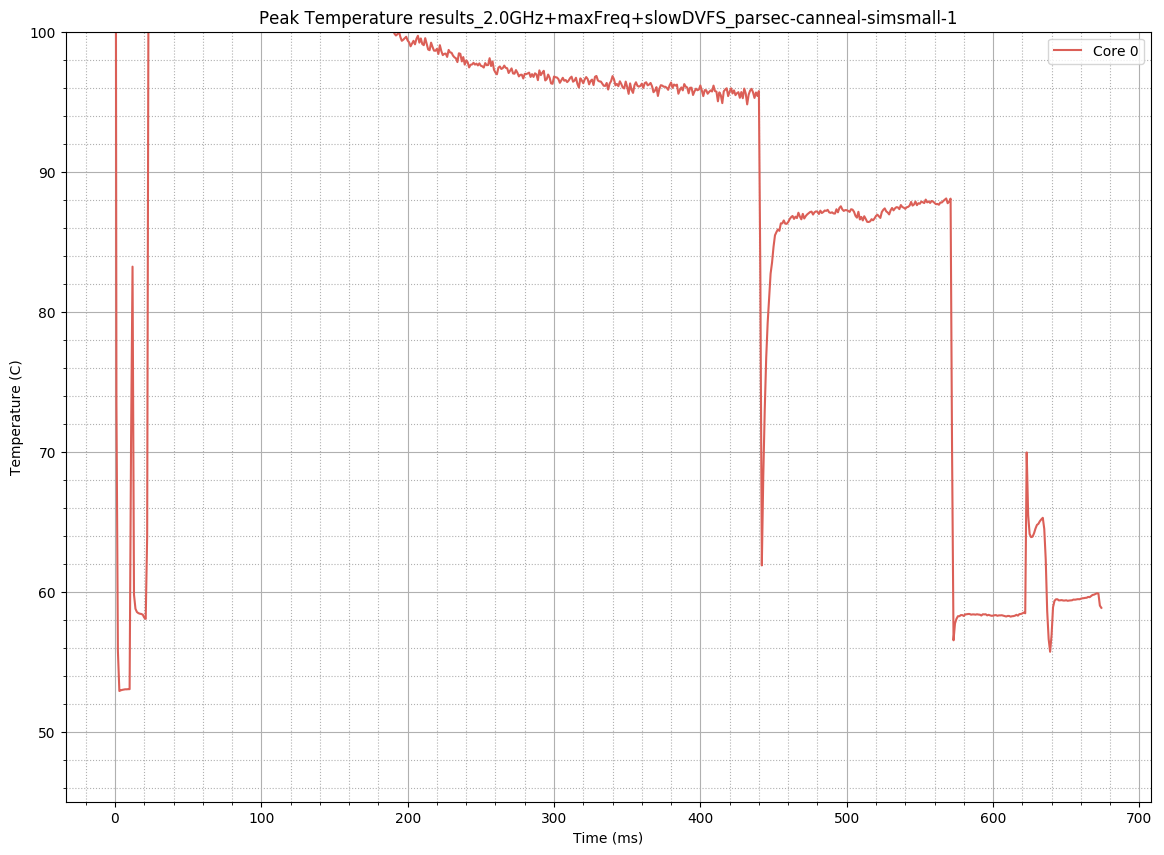 Peak Temperature results_2.0GHz+maxFreq+slowDVFS_parsec-canneal-simsmall-1
Core 0
Temperature (C)
100
90
80
70
60
50
0 100 200 300 400 500 600 700
Time (ms)